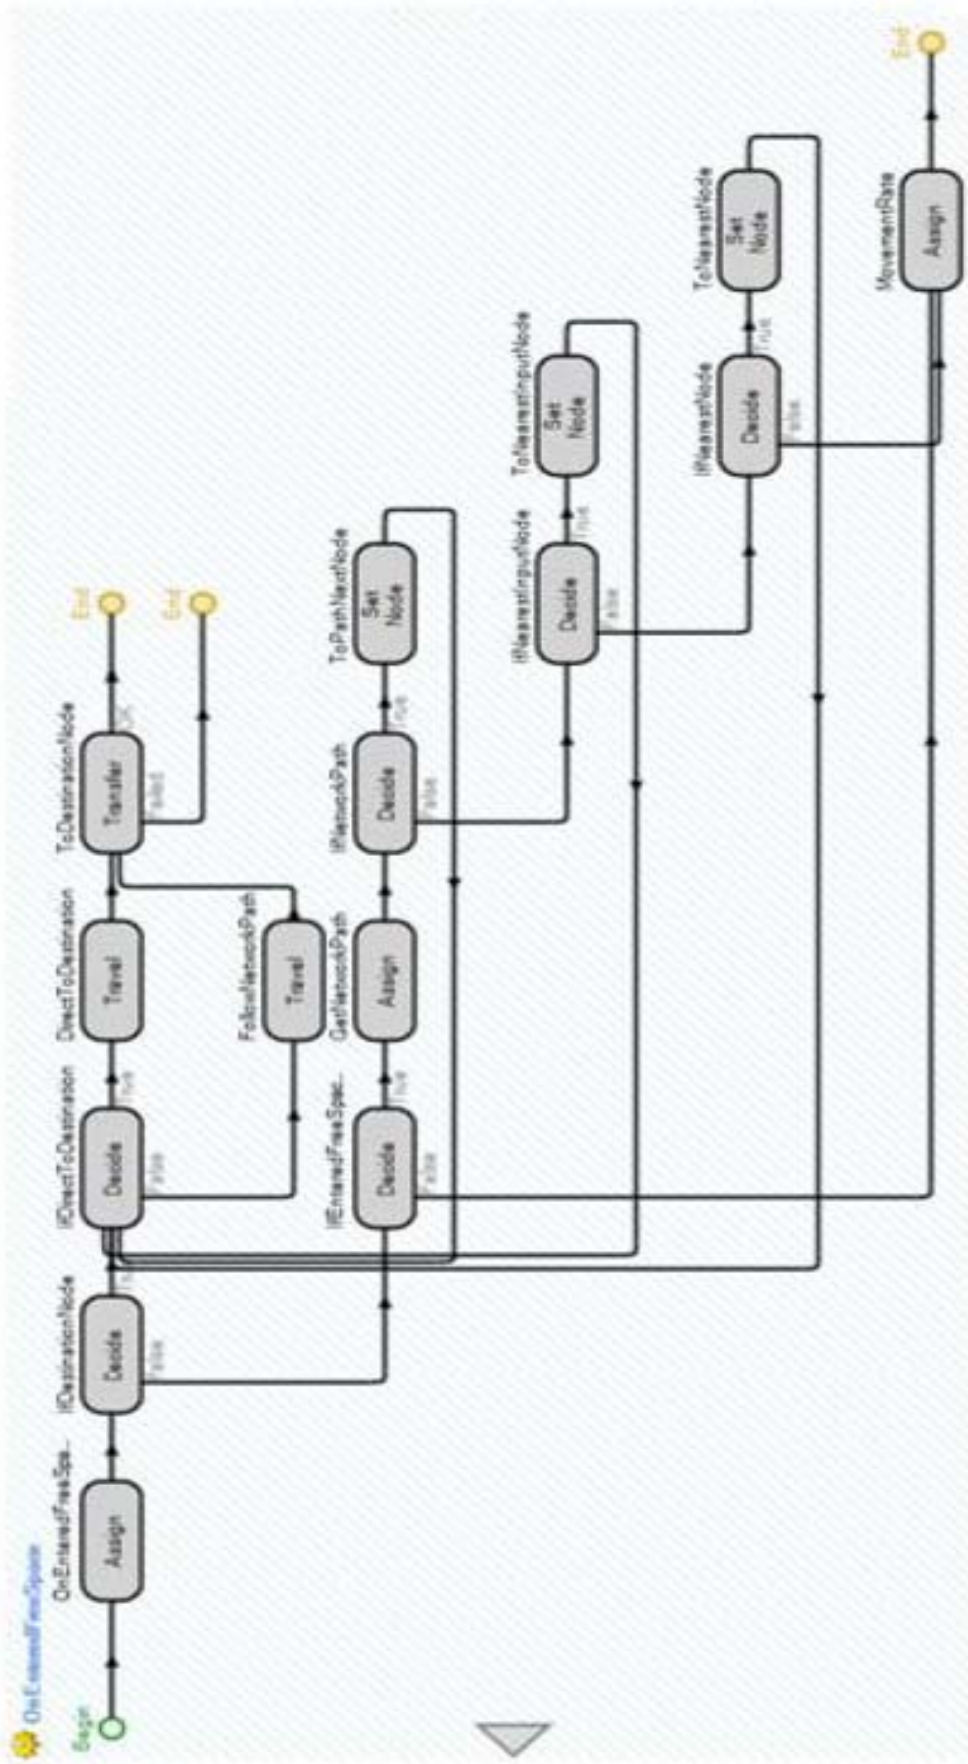 OnEnteredFreeSpace
Begin
OnEnteredFreeSpa...
Assign
IfDestinationNode
Decide
True
False
IfDirectToDestination
Decide
True
False
DirectToDestination
Travel
ToDestinationNode
Transfer
OK
Failed
End
End
FollowNetworkPath
Travel
IfEnteredFreeSpac...
Decide
True
False
GetNetworkPath
Assign
IfNetworkPath
Decide
True
False
ToPathNextNode
Set
Node
IfNearestInputNode
Decide
True
False
ToNearestInputNode
Set
Node
IfNearestNode
Decide
True
False
ToNearestNode
Set
Node
MovementRate
Assign
End